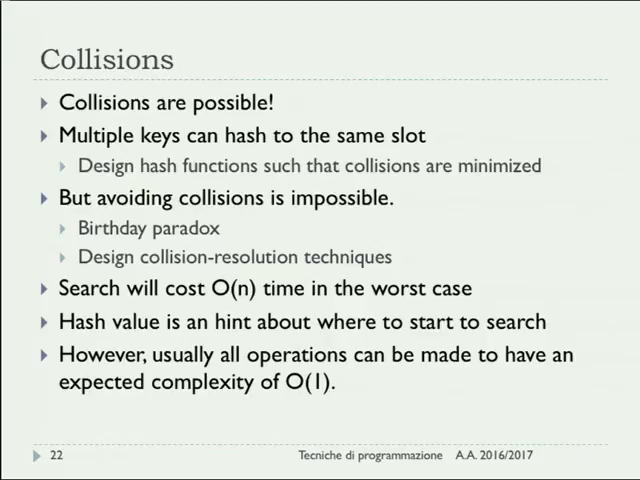 Collisions
Collisions are possible!
Multiple keys can hash to the same slot
Design hash functions such that collisions are minimized
But avoiding collisions is impossible.
Birthday paradox
Design collision-resolution techniques
Search will cost O(n) time in the worst case
Hash value is an hint about where to start to search
However, usually all operations can be made to have an
expected complexity of O(1).
22 Tecniche di programmazione A.A. 2016/2017